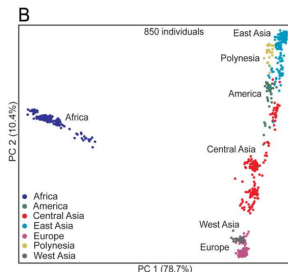 B
850 individuals
East Asia
Polynesia
America
Africa
Central Asia
West Asia
Europe
Africa
America
Central Asia
East Asia
Europe
Polynesia
West Asia
PC 2 (10.4%)
PC 1 (78.7%)